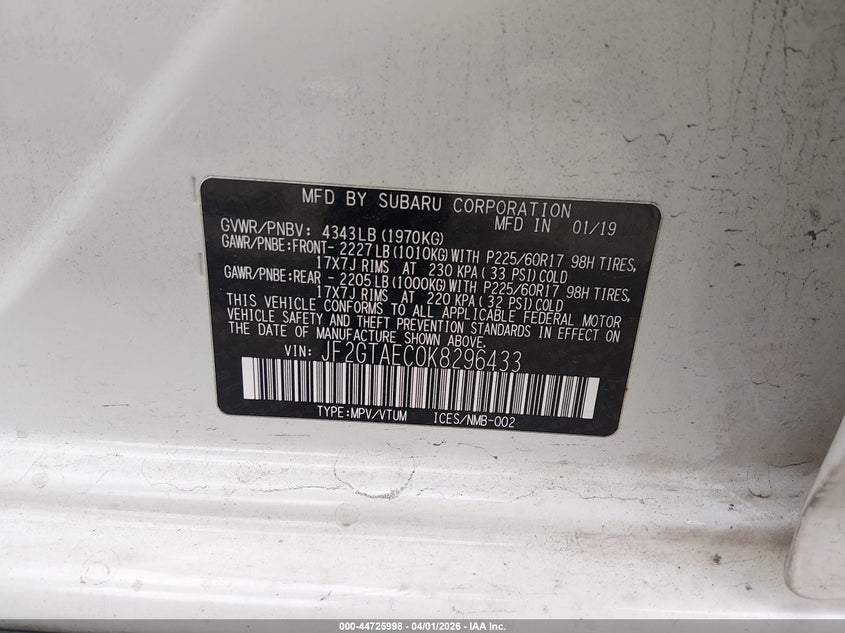 MFD BY SUBARU CORPORATION
MFD IN 01/19
GVWR/PNBV: 4343LB(1970KG)
GAWR/PNBE:FRONT- 2227LB(1010KG)WITH P225/60R17 98H TIRES,
17X7J RIMS AT 230 KPA( 33 PSI)COLD
GAWR/PNBE:REAR - 2205LB(1000KG)WITH P225/60R17 98H TIRES,
17X7J RIMS AT 220 KPA( 32 PSI)COLD
THIS VEHICLE CONFORMS TO ALL APPLICABLE FEDERAL MOTOR
VEHICLE SAFETY AND THEFT PREVENTION STANDARDS IN EFFECT ON
THE DATE OF MANUFACTURE SHOWN ABOVE.
VIN: JF2GTAEC0K8296433
TYPE:MPV/VTUM ICES/NMB-002
000-44725998 - 04/01/2026 - IAA Inc.